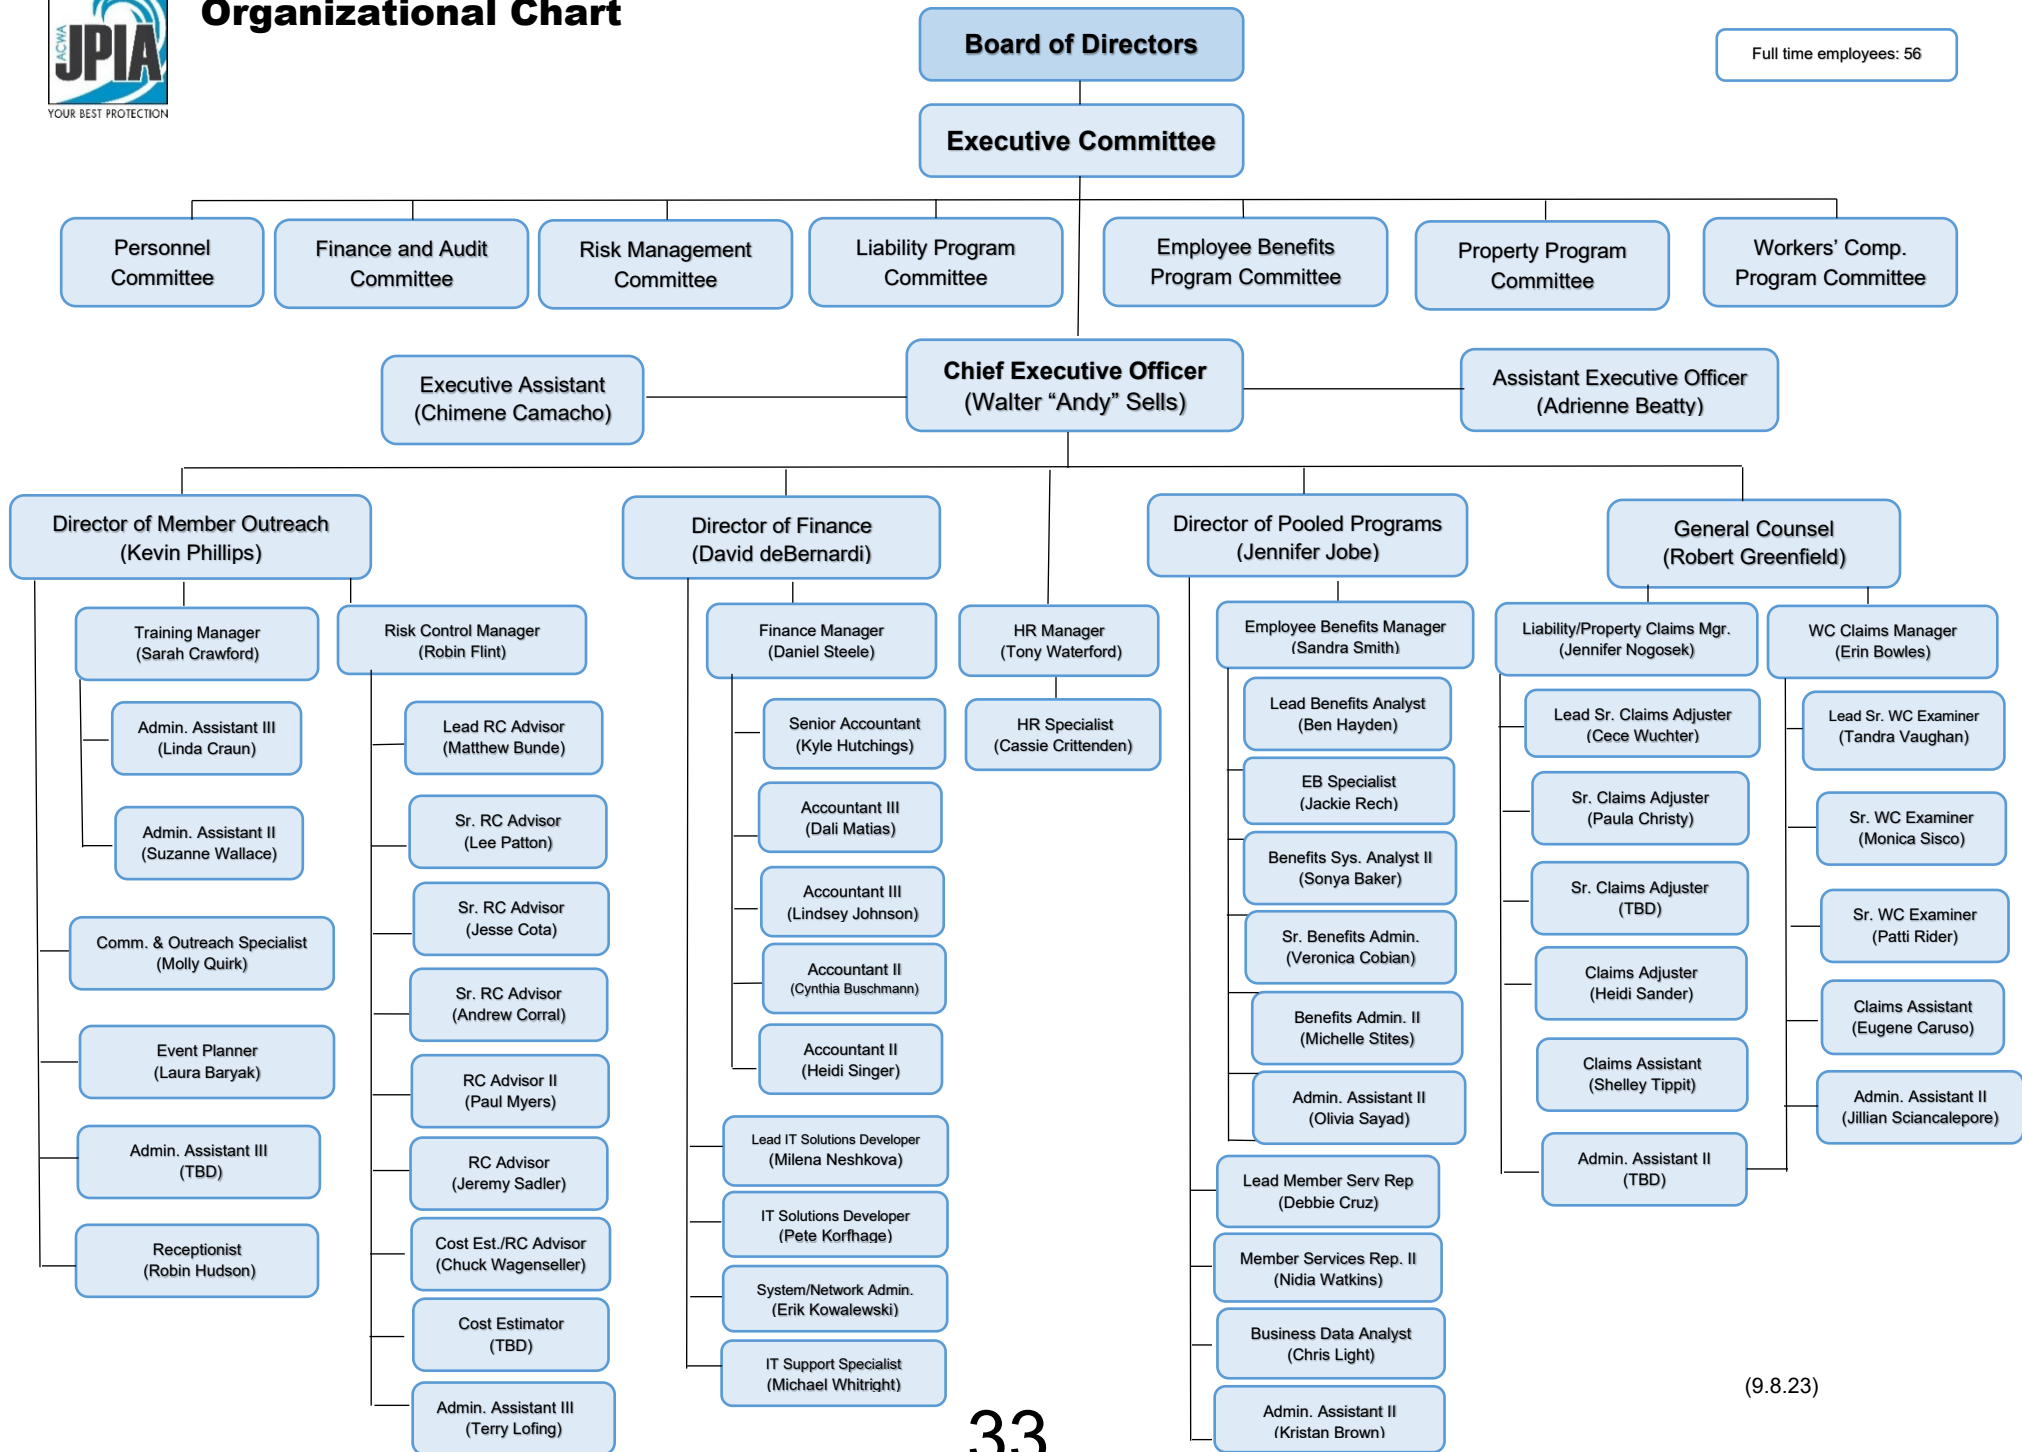 Organizational Chart
ACWA
JPIA
YOUR BEST PROTECTION
Board of Directors
Full time employees: 56
Executive Committee
Personnel
Committee
Finance and Audit
Committee
Risk Management
Committee
Liability Program
Committee
Employee Benefits
Program Committee
Property Program
Committee
Workers’ Comp.
Program Committee
Executive Assistant
(Chimene Camacho)
Chief Executive Officer
(Walter “Andy” Sells)
Assistant Executive Officer
(Adrienne Beatty)
Director of Member Outreach
(Kevin Phillips)
Director of Finance
(David deBernardi)
Director of Pooled Programs
(Jennifer Jobe)
General Counsel
(Robert Greenfield)
Training Manager
(Sarah Crawford)
Admin. Assistant III
(Linda Craun)
Admin. Assistant II
(Suzanne Wallace)
Comm. & Outreach Specialist
(Molly Quirk)
Event Planner
(Laura Baryak)
Admin. Assistant III
(TBD)
Receptionist
(Robin Hudson)
Risk Control Manager
(Robin Flint)
Lead RC Advisor
(Matthew Bunde)
Sr. RC Advisor
(Lee Patton)
Sr. RC Advisor
(Jesse Cota)
Sr. RC Advisor
(Andrew Corral)
RC Advisor II
(Paul Myers)
RC Advisor
(Jeremy Sadler)
Cost Est./RC Advisor
(Chuck Wagenseller)
Cost Estimator
(TBD)
Admin. Assistant III
(Terry Lofing)
Finance Manager
(Daniel Steele)
Senior Accountant
(Kyle Hutchings)
Accountant III
(Dali Matias)
Accountant III
(Lindsey Johnson)
Accountant II
(Cynthia Buschmann)
Accountant II
(Heidi Singer)
Lead IT Solutions Developer
(Milena Neshkova)
IT Solutions Developer
(Pete Korfhage)
System/Network Admin.
(Erik Kowalewski)
IT Support Specialist
(Michael Whitright)
HR Manager
(Tony Waterford)
HR Specialist
(Cassie Crittenden)
Employee Benefits Manager
(Sandra Smith)
Lead Benefits Analyst
(Ben Hayden)
EB Specialist
(Jackie Rech)
Benefits Sys. Analyst II
(Sonya Baker)
Sr. Benefits Admin.
(Veronica Cobian)
Benefits Admin. II
(Michelle Stites)
Admin. Assistant II
(Olivia Sayad)
Lead Member Serv Rep
(Debbie Cruz)
Member Services Rep. II
(Nidia Watkins)
Business Data Analyst
(Chris Light)
Admin. Assistant II
(Kristan Brown)
Liability/Property Claims Mgr.
(Jennifer Nogosek)
Lead Sr. Claims Adjuster
(Cece Wuchter)
Sr. Claims Adjuster
(Paula Christy)
Sr. Claims Adjuster
(TBD)
Claims Adjuster
(Heidi Sander)
Claims Assistant
(Shelley Tippit)
Admin. Assistant II
(TBD)
WC Claims Manager
(Erin Bowles)
Lead Sr. WC Examiner
(Tandra Vaughan)
Sr. WC Examiner
(Monica Sisco)
Sr. WC Examiner
(Patti Rider)
Claims Assistant
(Eugene Caruso)
Admin. Assistant II
(Jillian Sciancalepore)
(9.8.23)
33